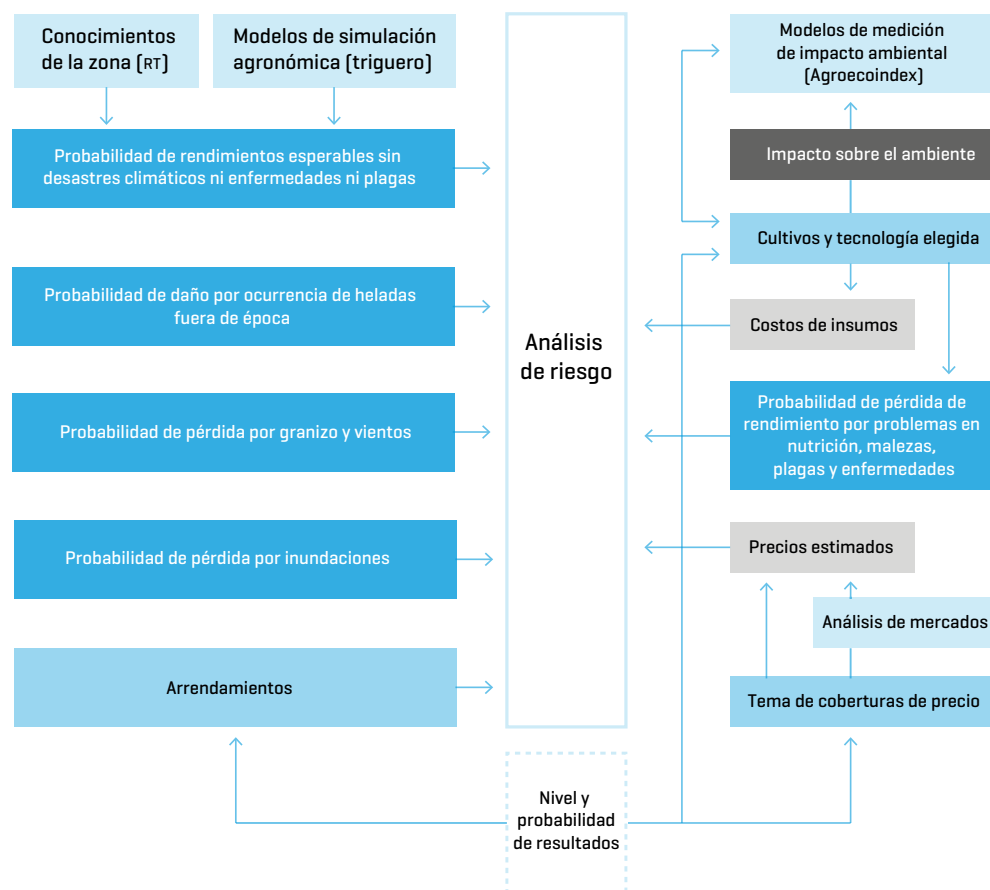 Conocimientos
de la zona (RT)
Modelos de simulación
agronómica (triguero)
Probabilidad de rendimientos esperables sin
desastres climáticos ni enfermedades ni plagas
Probabilidad de daño por ocurrencia de heladas
fuera de época
Probabilidad de pérdida por granizo y vientos
Probabilidad de pérdida por inundaciones
Arrendamientos
Análisis
de riesgo
Nivel y
probabilidad
de resultados
Modelos de medición
de impacto ambiental
(Agroecoindex)
Impacto sobre el ambiente
Cultivos y tecnología elegida
Costos de insumos
Probabilidad de pérdida de
rendimiento por problemas en
nutrición, malezas,
plagas y enfermedades
Precios estimados
Análisis de mercados
Tema de coberturas de precio